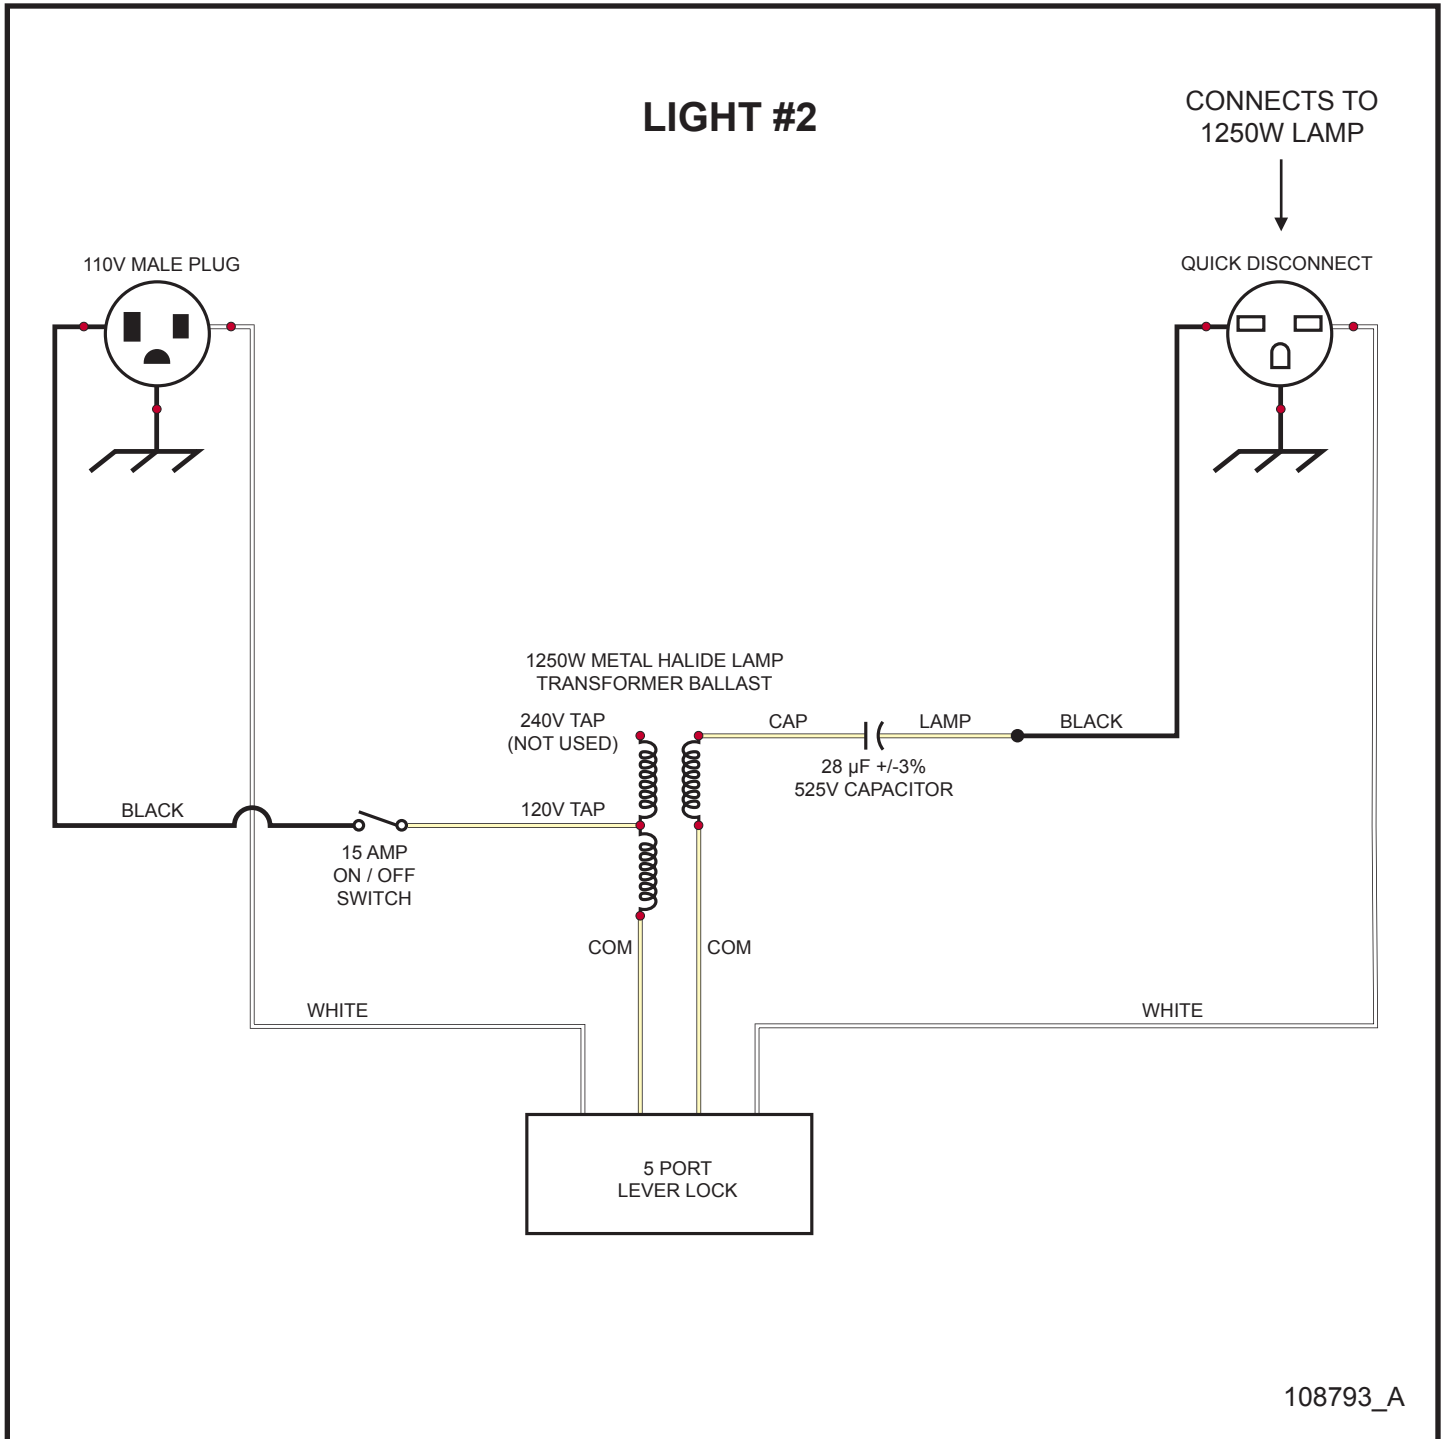 LIGHT #2
CONNECTS TO
1250W LAMP
110V MALE PLUG
QUICK DISCONNECT
1250W METAL HALIDE LAMP
TRANSFORMER BALLAST
240V TAP
(NOT USED)
CAP
LAMP
BLACK
28 µF +/-3%
525V CAPACITOR
BLACK
120V TAP
15 AMP
ON / OFF
SWITCH
COM
COM
WHITE
WHITE
5 PORT
LEVER LOCK
108793_A